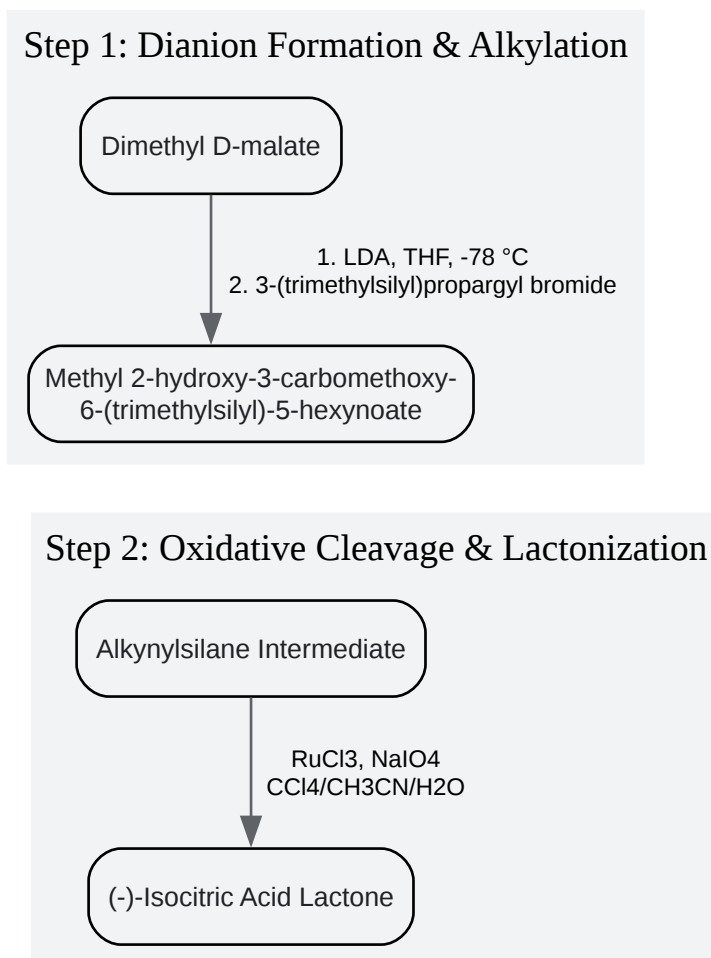 Step 1: Dianion Formation & Alkylation
Dimethyl D-malate
1. LDA, THF, -78 °C
2. 3-(trimethylsilyl)propargyl bromide
Methyl 2-hydroxy-3-carbomethoxy-
6-(trimethylsilyl)-5-hexynoate
Step 2: Oxidative Cleavage & Lactonization
Alkynylsilane Intermediate
RuCl3, NaIO4
CCl4/CH3CN/H2O
(-)-Isocitric Acid Lactone